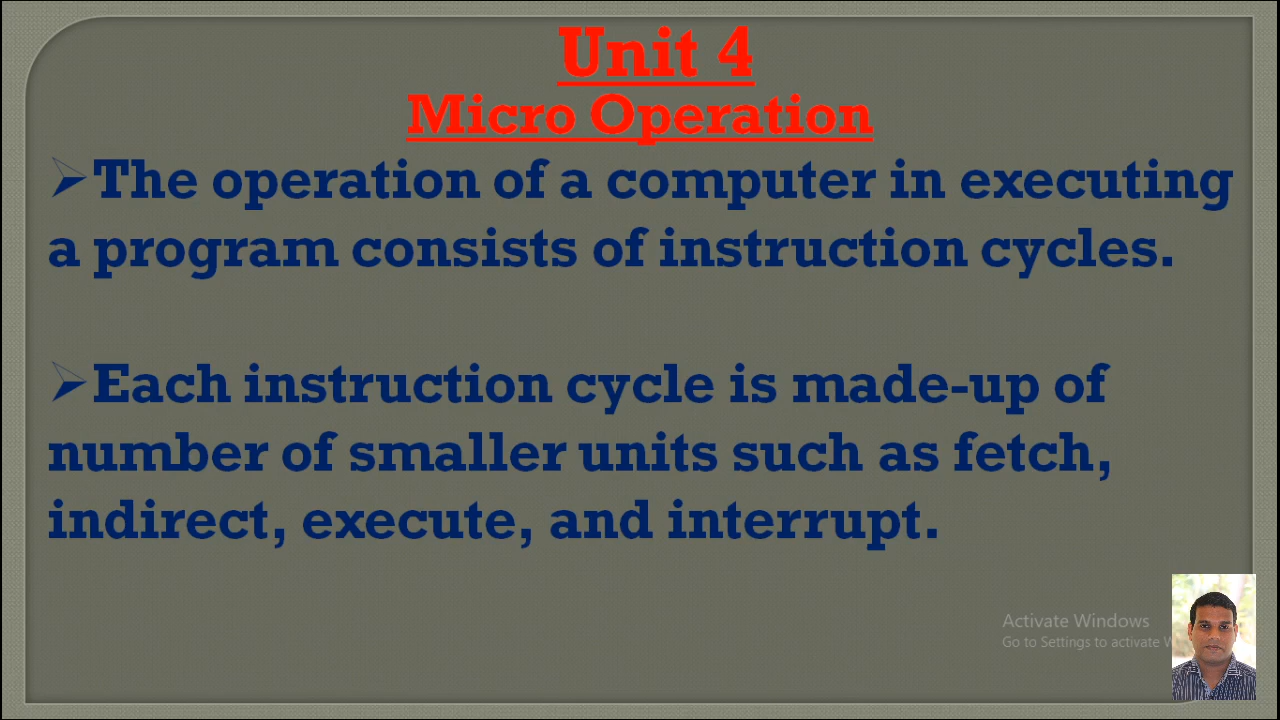 Unit 4
Micro Operation
➢The operation of a computer in executing
a program consists of instruction cycles.
➢Each instruction cycle is made-up of
number of smaller units such as fetch,
indirect, execute, and interrupt.
Activate Windows
Go to Settings to activate W